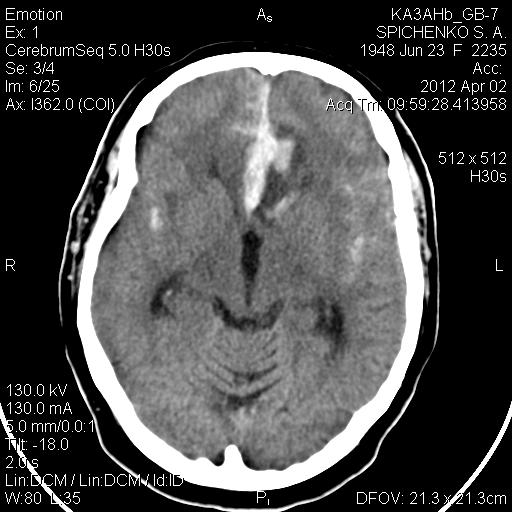 Emotion
Ex: 1
CerebrumSeq 5.0 H30s
Se: 3/4
Im: 6/25
Ax: I362.0 (COI)
As
KA3AHb_GB-7
SPICHENKO S. A.
1948 Jun 23 F 2235
Acc:
2012 Apr 02
Acq Tm: 09:59:28.413958
512 x 512
H30s
R
L
130.0 kV
130.0 mA
5.0 mm/0.0:1
Tilt: -18.0
2.0 s
Lin:DCM / Lin:DCM / Id:ID
W:80 L:35
DFOV: 21.3 x 21.3cm